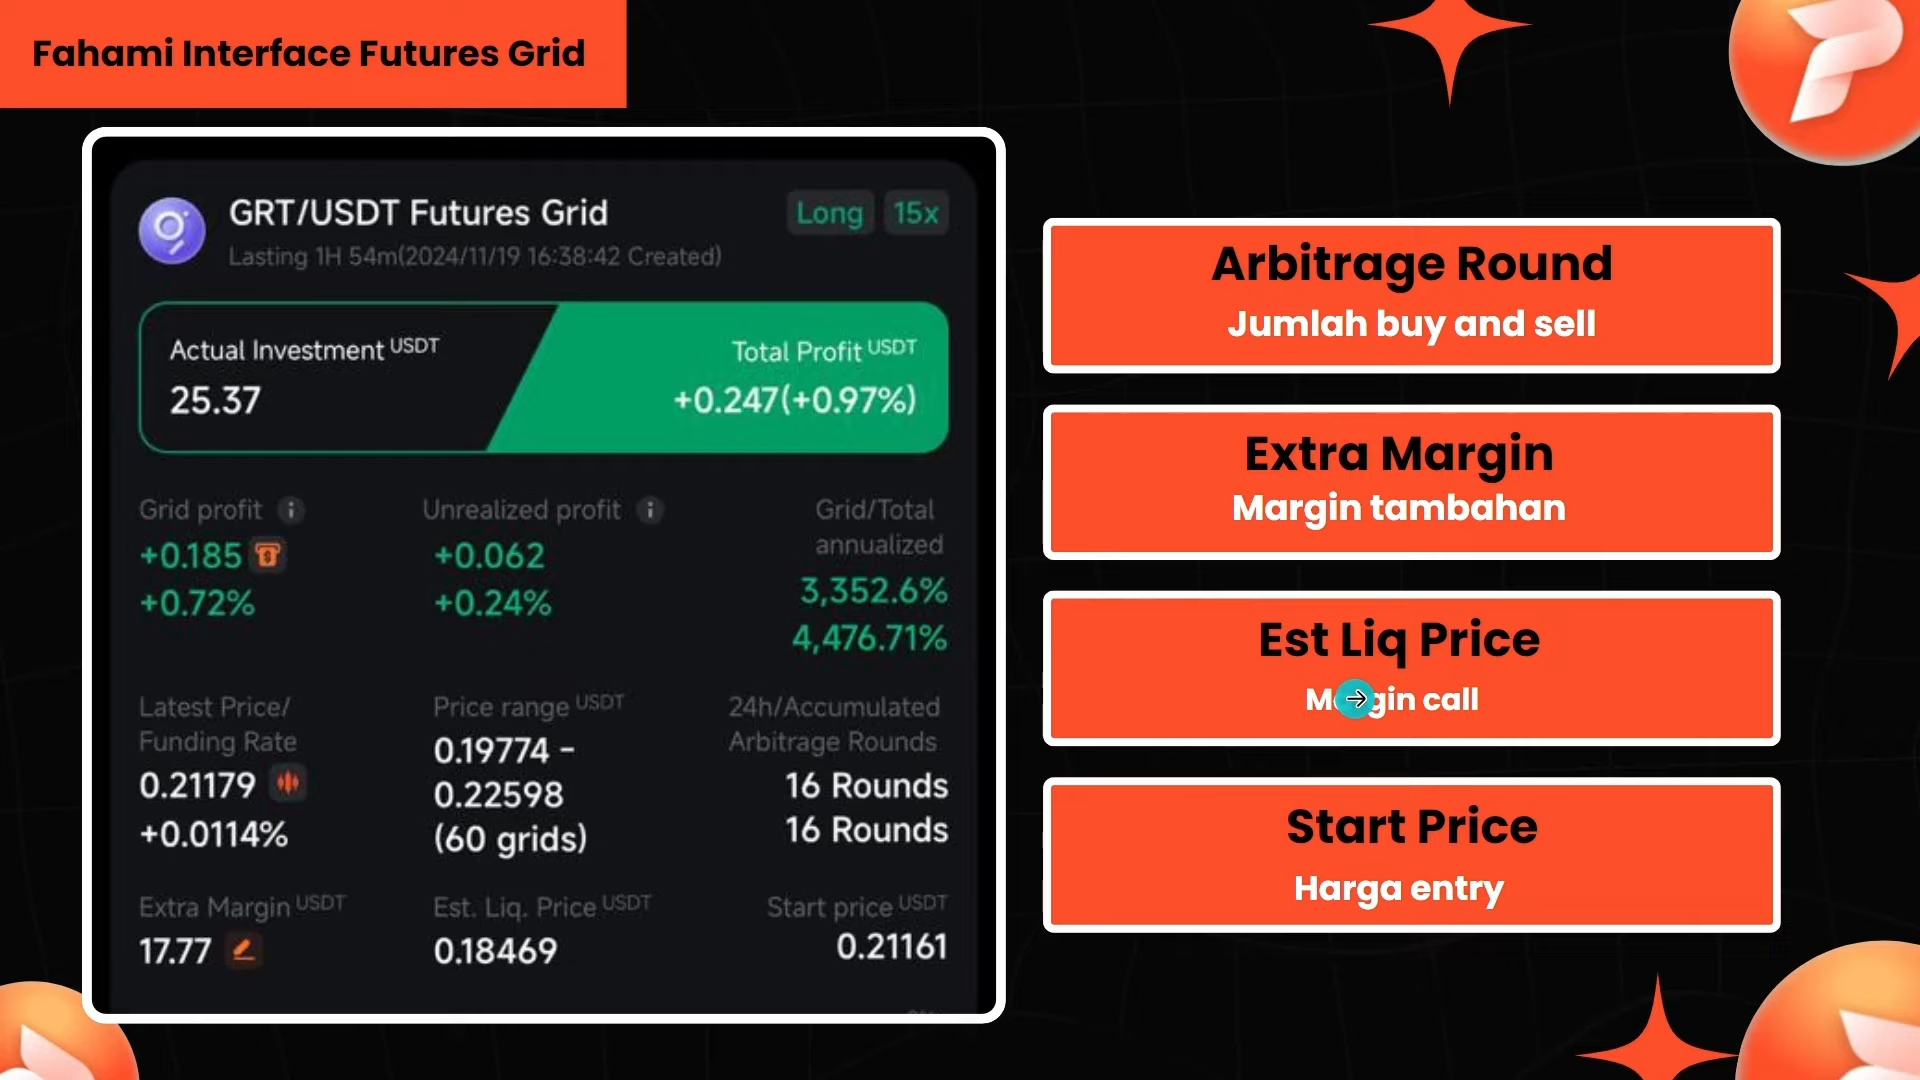 Fahami Interface Futures Grid
GRT/USDT Futures Grid
Long 15x
Lasting 1H 54m(2024/11/19 16:38:42 Created)
Actual Investment USDT
25.37
Total Profit USDT
+0.247(+0.97%)
Grid profit
+0.185
+0.72%
Unrealized profit
+0.062
+0.24%
Grid/Total
annualized
3,352.6%
4,476.71%
Latest Price/
Funding Rate
0.21179
+0.0114%
Price range USDT
0.19774 -
0.22598
(60 grids)
24h/Accumulated
Arbitrage Rounds
16 Rounds
16 Rounds
Extra Margin USDT
17.77
Est. Liq. Price USDT
0.18469
Start price USDT
0.21161
Arbitrage Round
Jumlah buy and sell
Extra Margin
Margin tambahan
Est Liq Price
Margin call
Start Price
Harga entry